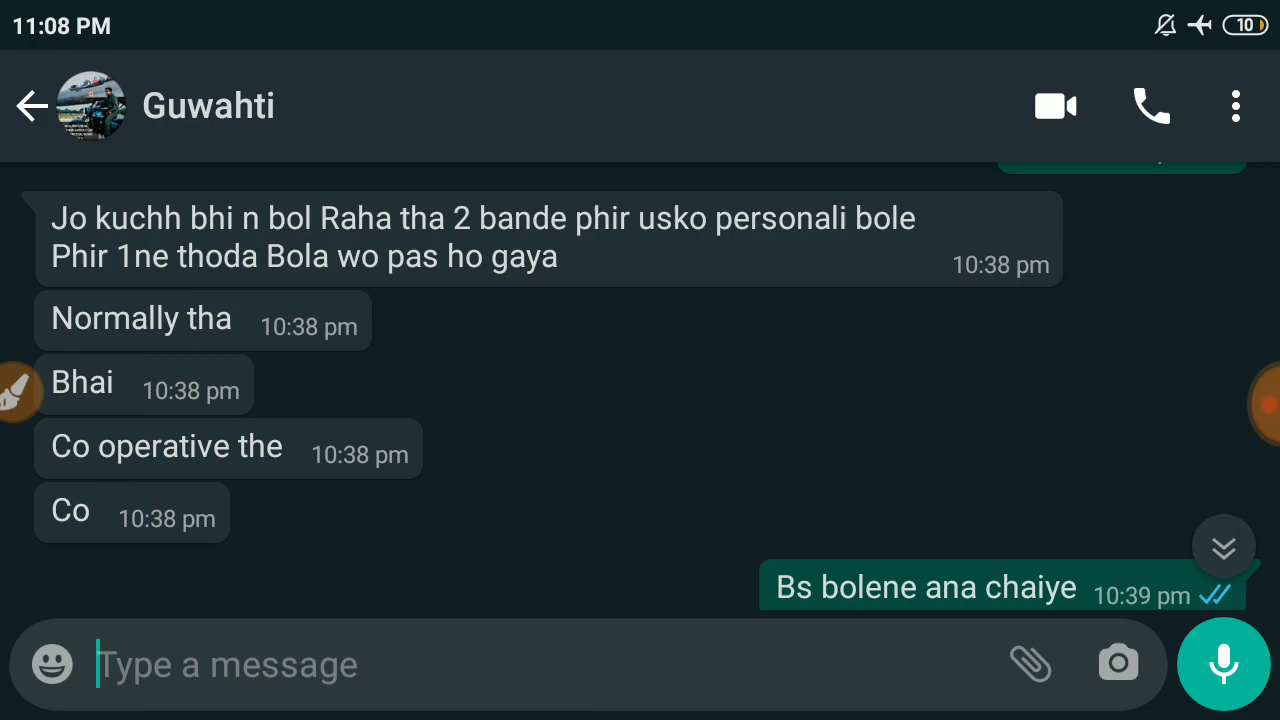 11:08 PM
10
Guwahti
Jo kuchh bhi n bol Raha tha 2 bande phir usko personali bole
Phir 1ne thoda Bola wo pas ho gaya
10:38 pm
Normally tha 10:38 pm
Bhai 10:38 pm
Co operative the 10:38 pm
Co 10:38 pm
Bs bolene ana chaiye 10:39 pm
Type a message